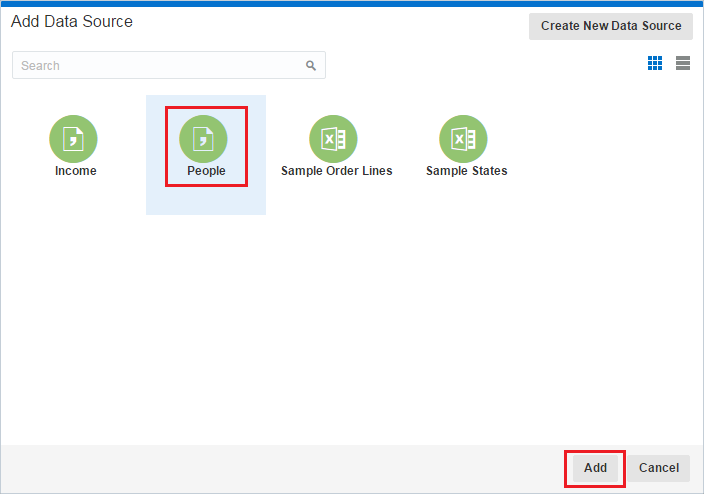 Add Data Source
Create New Data Source
Search
Income
People
Sample Order Lines
Sample States
Add
Cancel